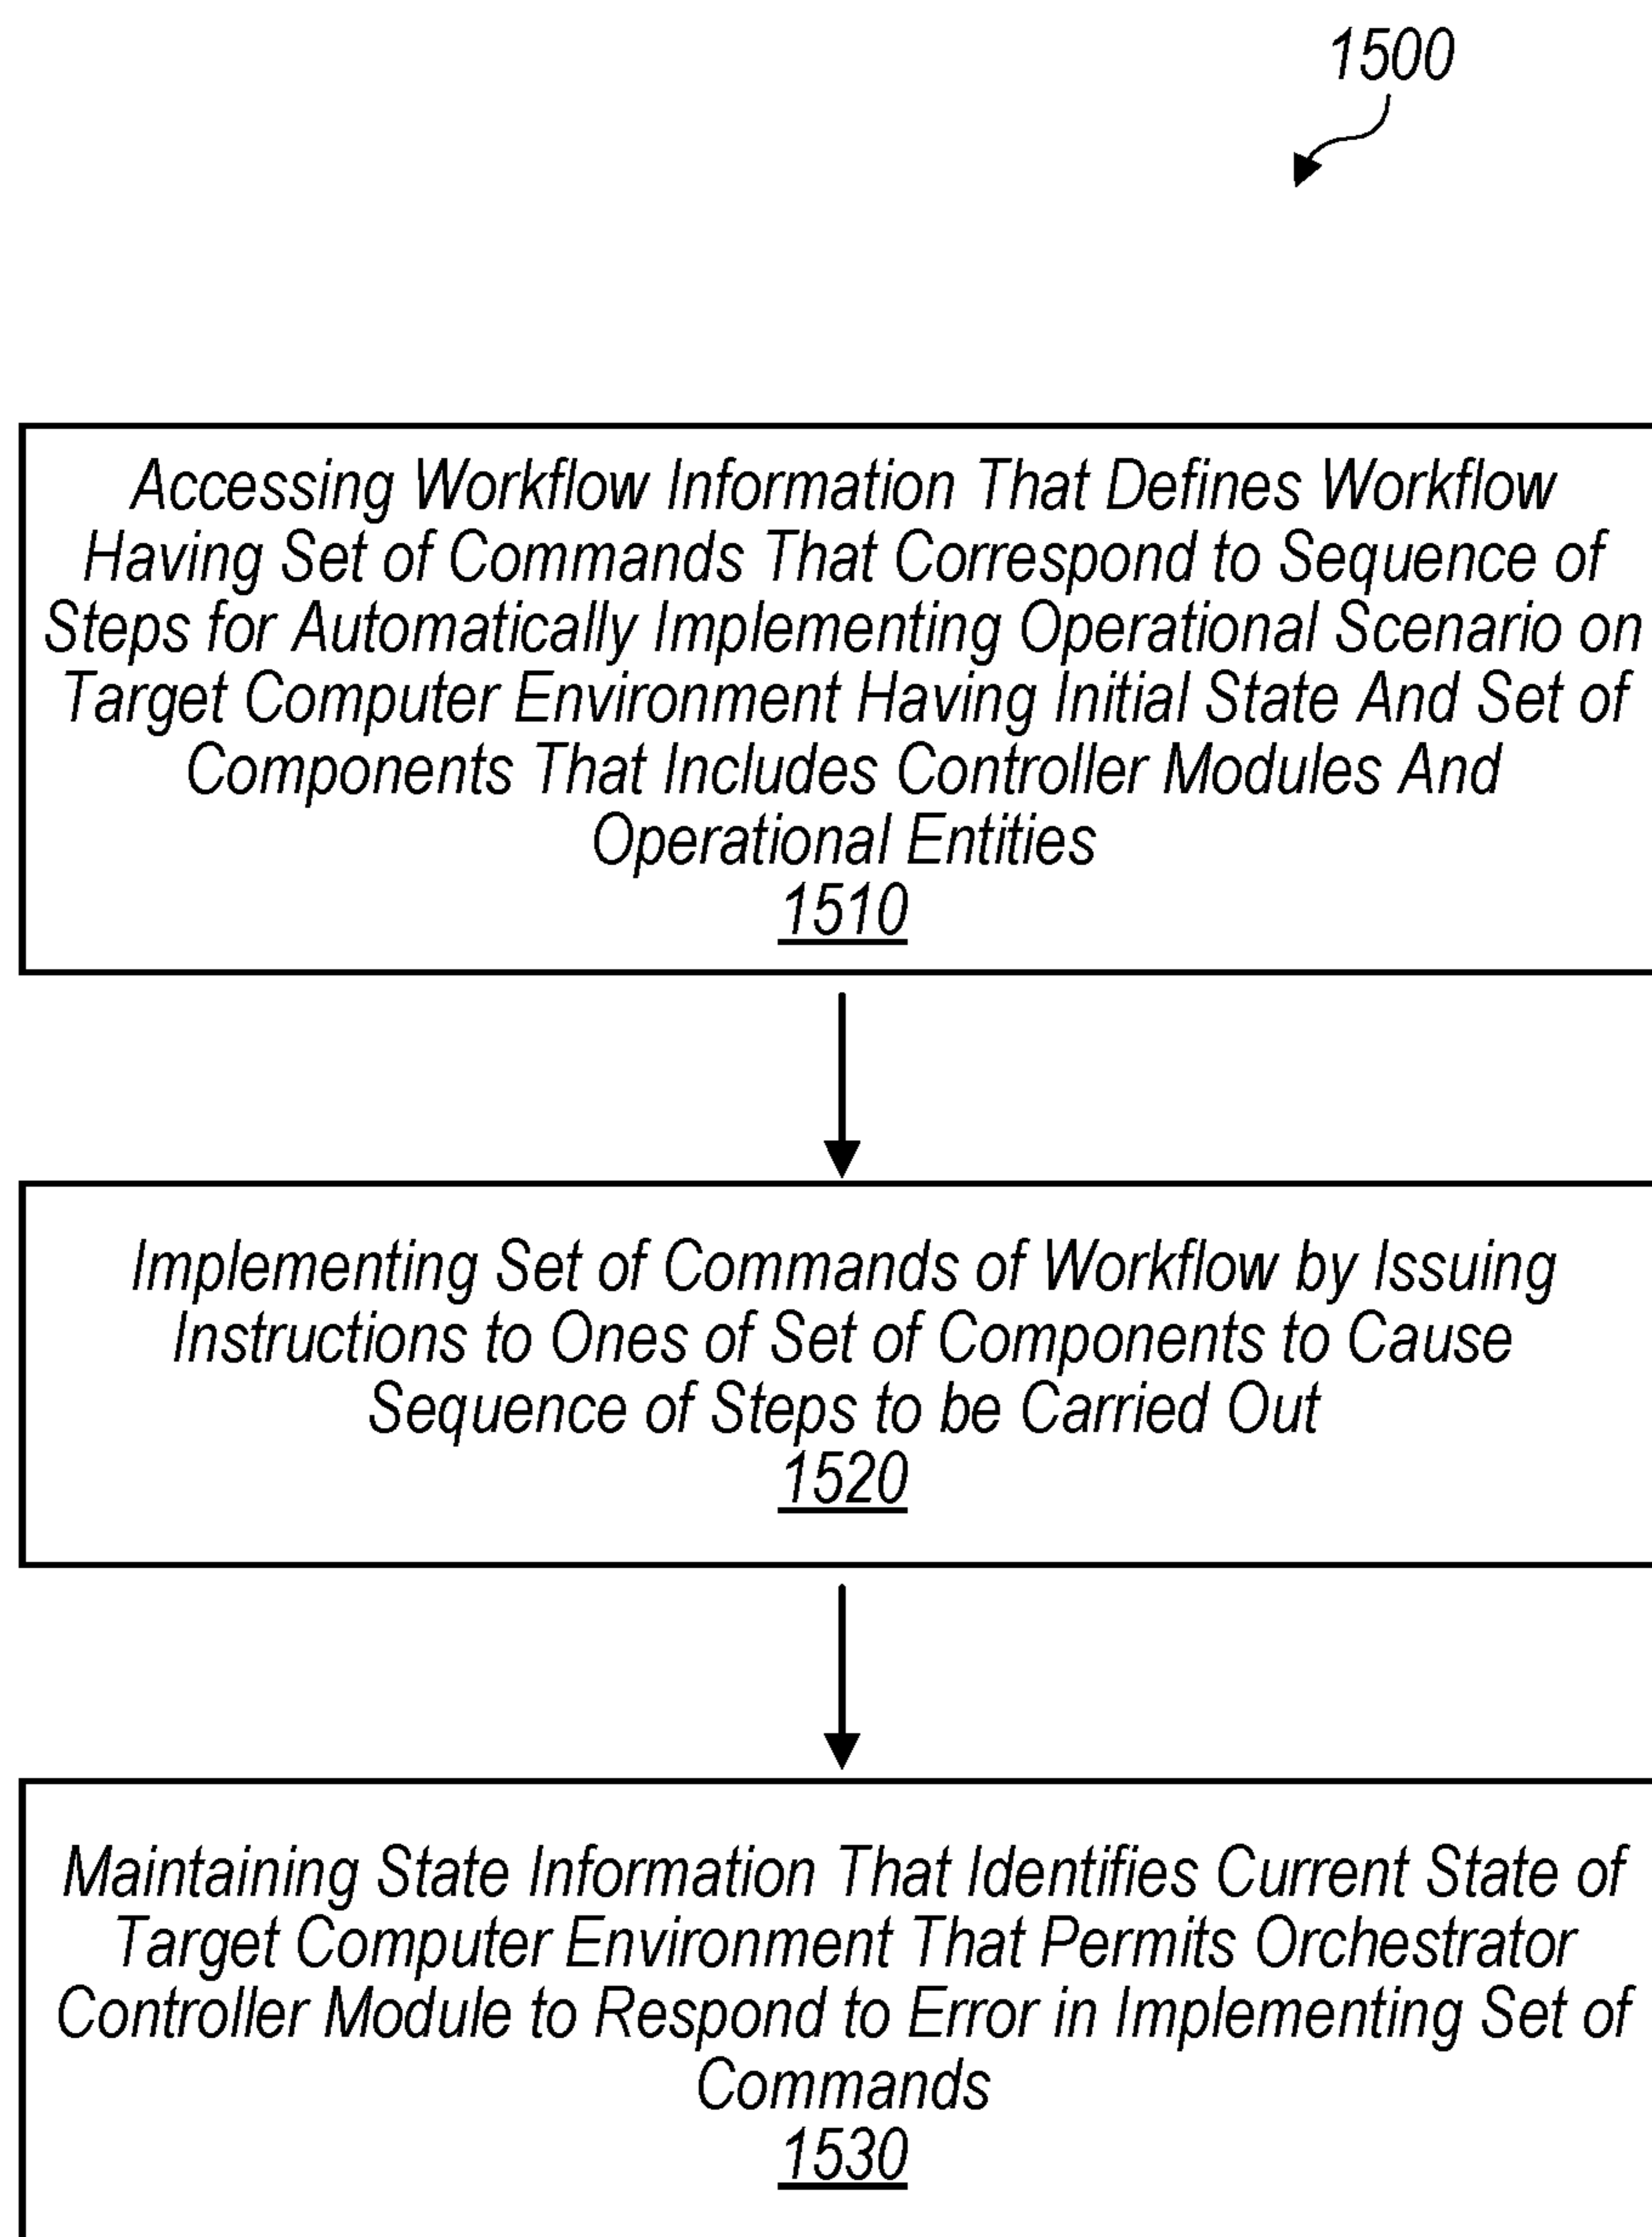 1500
Accessing Workflow Information That Defines Workflow
Having Set of Commands That Correspond to Sequence of
Steps for Automatically Implementing Operational Scenario on
Target Computer Environment Having Initial State And Set of
Components That Includes Controller Modules And
Operational Entities
1510
Implementing Set of Commands of Workflow by Issuing
Instructions to Ones of Set of Components to Cause
Sequence of Steps to be Carried Out
1520
Maintaining State Information That Identifies Current State of
Target Computer Environment That Permits Orchestrator
Controller Module to Respond to Error in Implementing Set of
Commands
1530